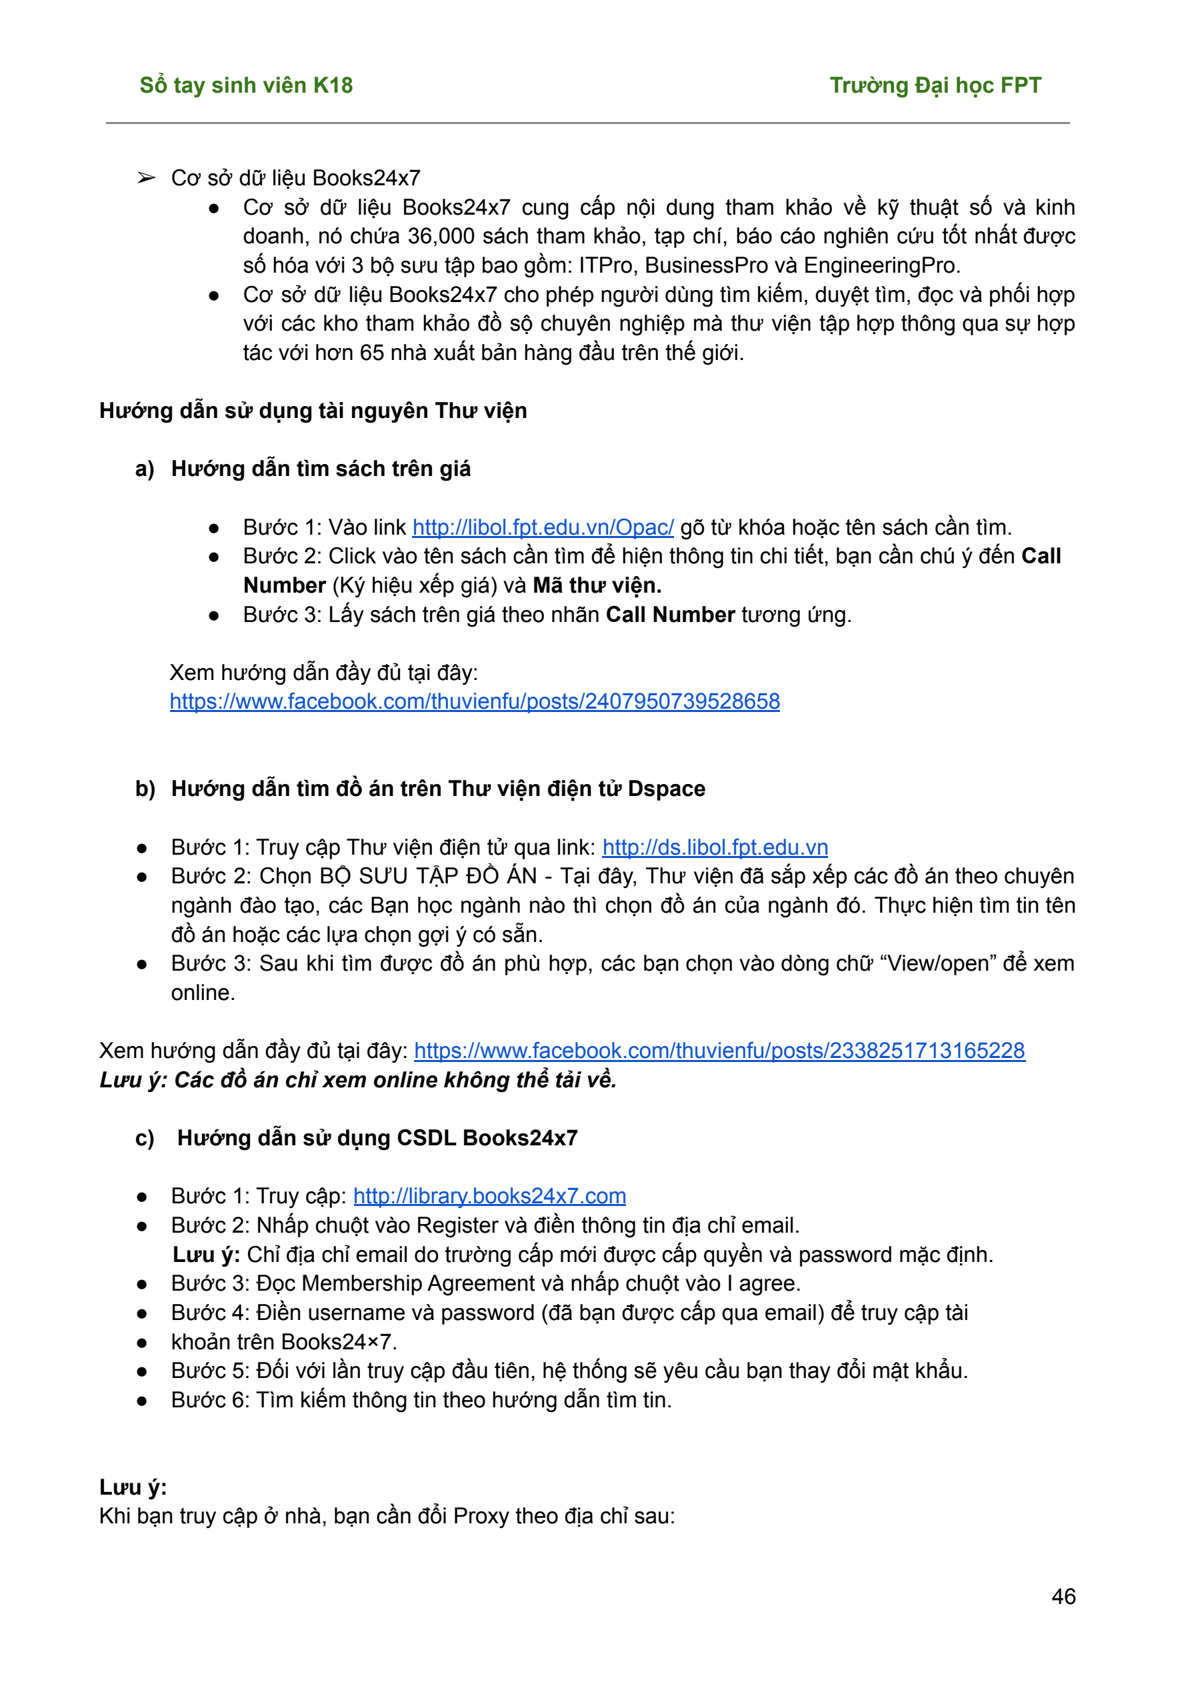 Sổ tay sinh viên K18 Trường Đại học FPT
➢ Cơ sở dữ liệu Books24x7
● Cơ sở dữ liệu Books24x7 cung cấp nội dung tham khảo về kỹ thuật số và kinh
doanh, nó chứa 36,000 sách tham khảo, tạp chí, báo cáo nghiên cứu tốt nhất được
số hóa với 3 bộ sưu tập bao gồm: ITPro, BusinessPro và EngineeringPro.
● Cơ sở dữ liệu Books24x7 cho phép người dùng tìm kiếm, duyệt tìm, đọc và phối hợp
với các kho tham khảo đồ sộ chuyên nghiệp mà thư viện tập hợp thông qua sự hợp
tác với hơn 65 nhà xuất bản hàng đầu trên thế giới.
Hướng dẫn sử dụng tài nguyên Thư viện
a) Hướng dẫn tìm sách trên giá
● Bước 1: Vào link http://libol.fpt.edu.vn/Opac/ gõ từ khóa hoặc tên sách cần tìm.
● Bước 2: Click vào tên sách cần tìm để hiện thông tin chi tiết, bạn cần chú ý đến Call
Number (Ký hiệu xếp giá) và Mã thư viện.
● Bước 3: Lấy sách trên giá theo nhãn Call Number tương ứng.
Xem hướng dẫn đầy đủ tại đây:
https://www.facebook.com/thuvienfu/posts/2407950739528658
b) Hướng dẫn tìm đồ án trên Thư viện điện tử Dspace
● Bước 1: Truy cập Thư viện điện tử qua link: http://ds.libol.fpt.edu.vn
● Bước 2: Chọn BỘ SƯU TẬP ĐỒ ÁN - Tại đây, Thư viện đã sắp xếp các đồ án theo chuyên
ngành đào tạo, các Bạn học ngành nào thì chọn đồ án của ngành đó. Thực hiện tìm tin tên
đồ án hoặc các lựa chọn gợi ý có sẵn.
● Bước 3: Sau khi tìm được đồ án phù hợp, các bạn chọn vào dòng chữ “View/open” để xem
online.
Xem hướng dẫn đầy đủ tại đây: https://www.facebook.com/thuvienfu/posts/2338251713165228
Lưu ý: Các đồ án chỉ xem online không thể tải về.
c) Hướng dẫn sử dụng CSDL Books24x7
● Bước 1: Truy cập: http://library.books24x7.com
● Bước 2: Nhấp chuột vào Register và điền thông tin địa chỉ email.
Lưu ý: Chỉ địa chỉ email do trường cấp mới được cấp quyền và password mặc định.
● Bước 3: Đọc Membership Agreement và nhấp chuột vào I agree.
● Bước 4: Điền username và password (đã bạn được cấp qua email) để truy cập tài
● khoản trên Books24×7.
● Bước 5: Đối với lần truy cập đầu tiên, hệ thống sẽ yêu cầu bạn thay đổi mật khẩu.
● Bước 6: Tìm kiếm thông tin theo hướng dẫn tìm tin.
Lưu ý:
Khi bạn truy cập ở nhà, bạn cần đổi Proxy theo địa chỉ sau:
46